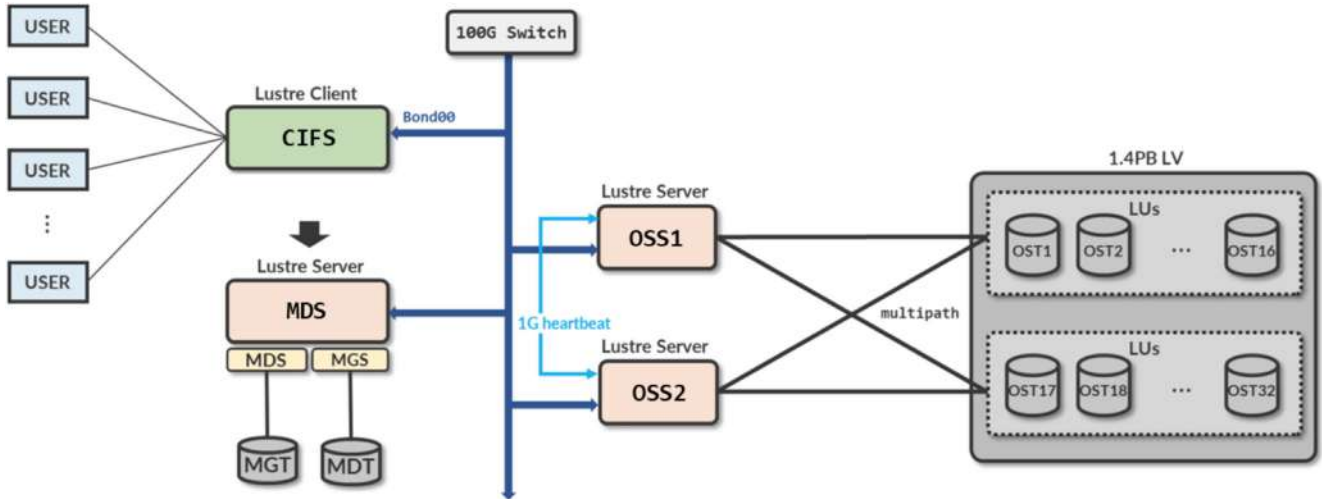 USER
USER
USER
⋮
USER
Lustre Client
CIFS
Bond00
100G Switch
Lustre Server
MDS
MDS
MGS
MGT
MDT
Lustre Server
OSS1
1G heartbeat
Lustre Server
OSS2
multipath
1.4PB LV
LUs
OST1
OST2
...
OST16
LUs
OST17
OST18
...
OST32